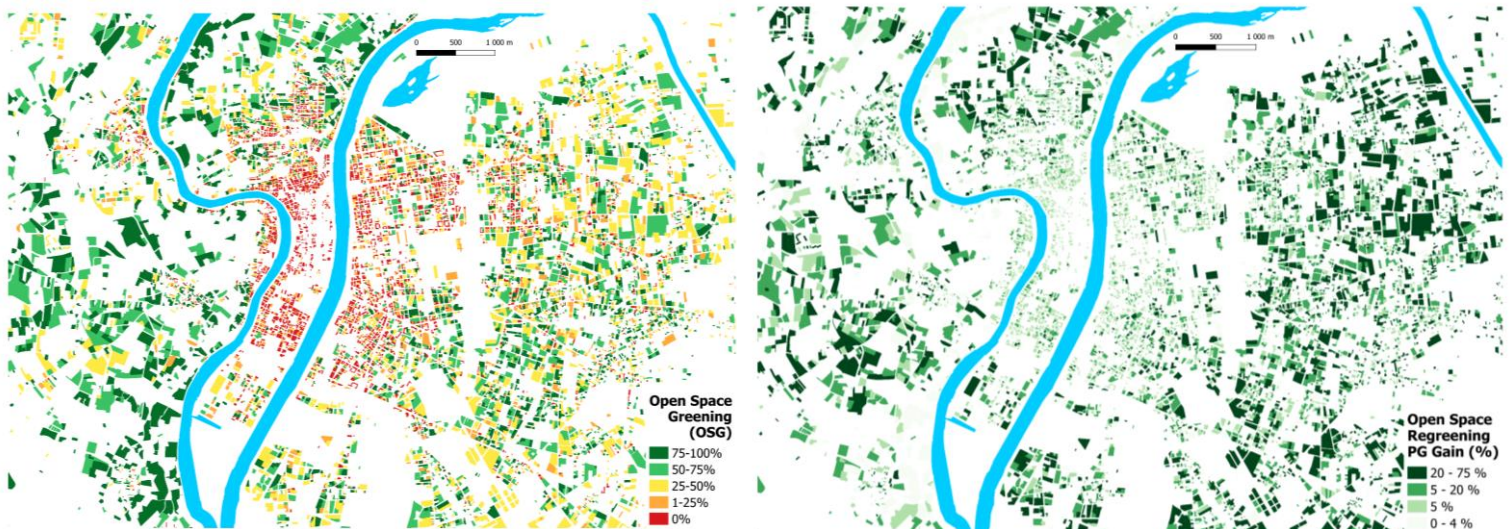 0 500 1 000 m
Open Space
Greening
(OSG)
75-100%
50-75%
25-50%
1-25%
0%
0 500 1 000 m
Open Space
Regreening
PG Gain (%)
20 - 75 %
5 - 20 %
5 %
0 - 4 %